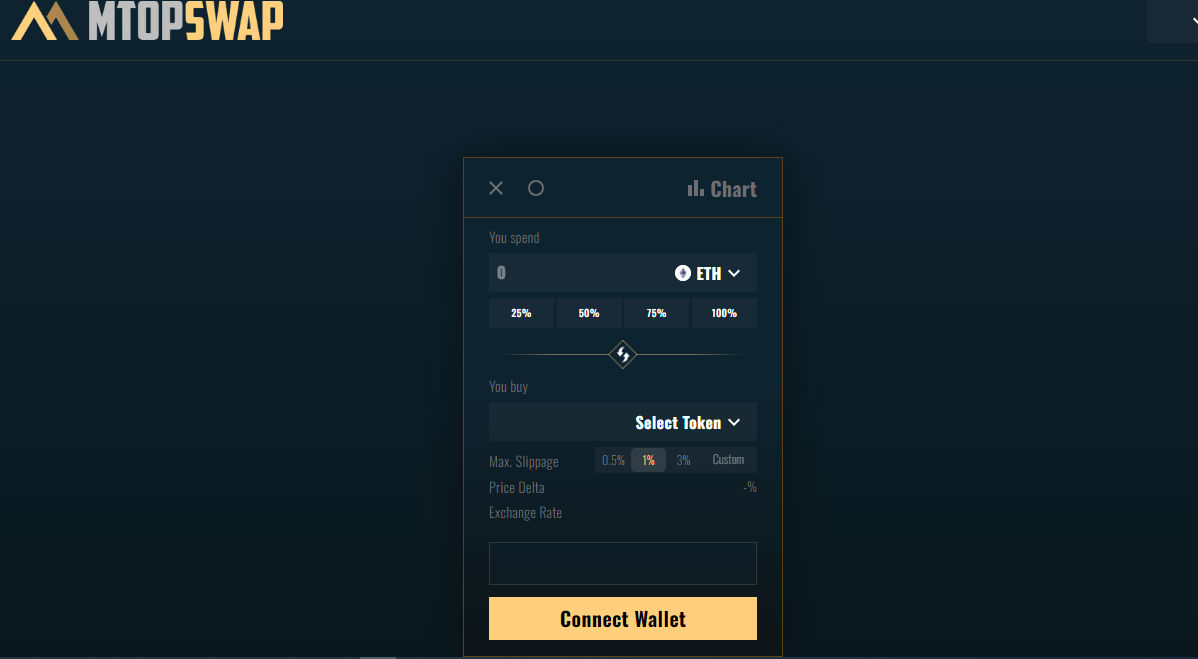 MTOPSWAP
Chart
You spend
0 ETH
25% 50% 75% 100%
You buy
Select Token
Max. Slippage 0.5% 1% 3% Custom
Price Delta -%
Exchange Rate
Connect Wallet